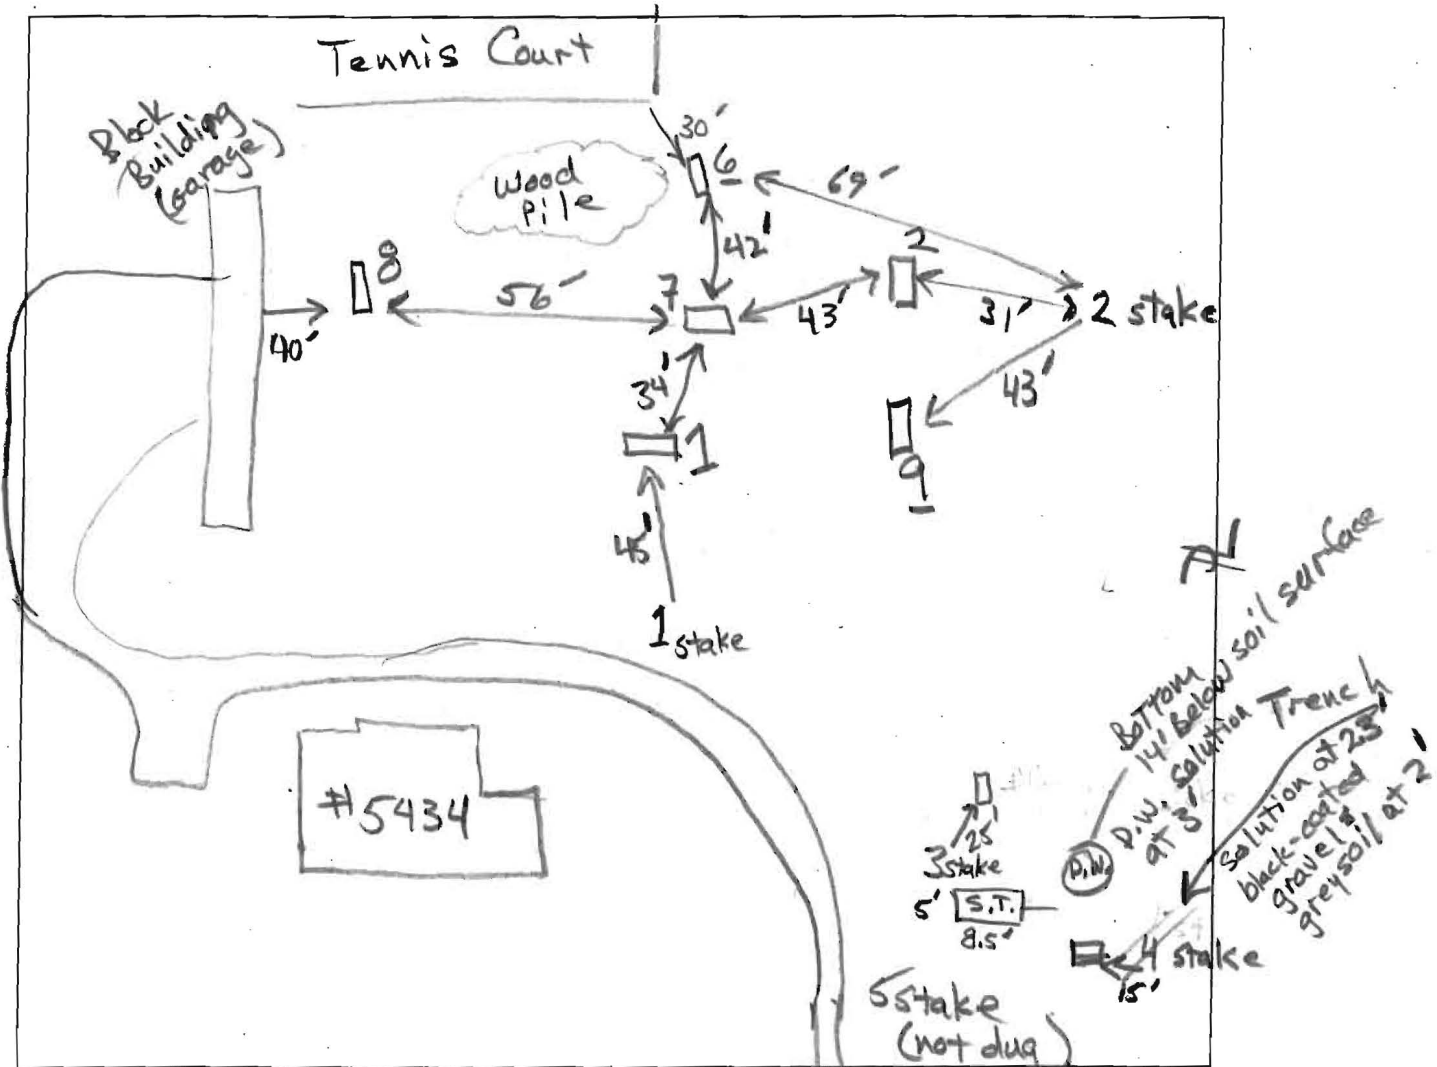 Tennis Court
Block
Building
(Garage)
30'
6
Wood
Pile
69'
42'
2
8
7
56'
43'
31'
2 stake
40'
34'
43'
1
9
45'
1 stake
Bottom
14' Below soil surface
D.W. solution Trench
at 3'
solution at 2.3'
black-coated
gravel &
grey soil at 2'
#5434
25'
3 stake
D.W.
5'
S.T.
8.5'
4 stake
15'
5 stake
(not dug)